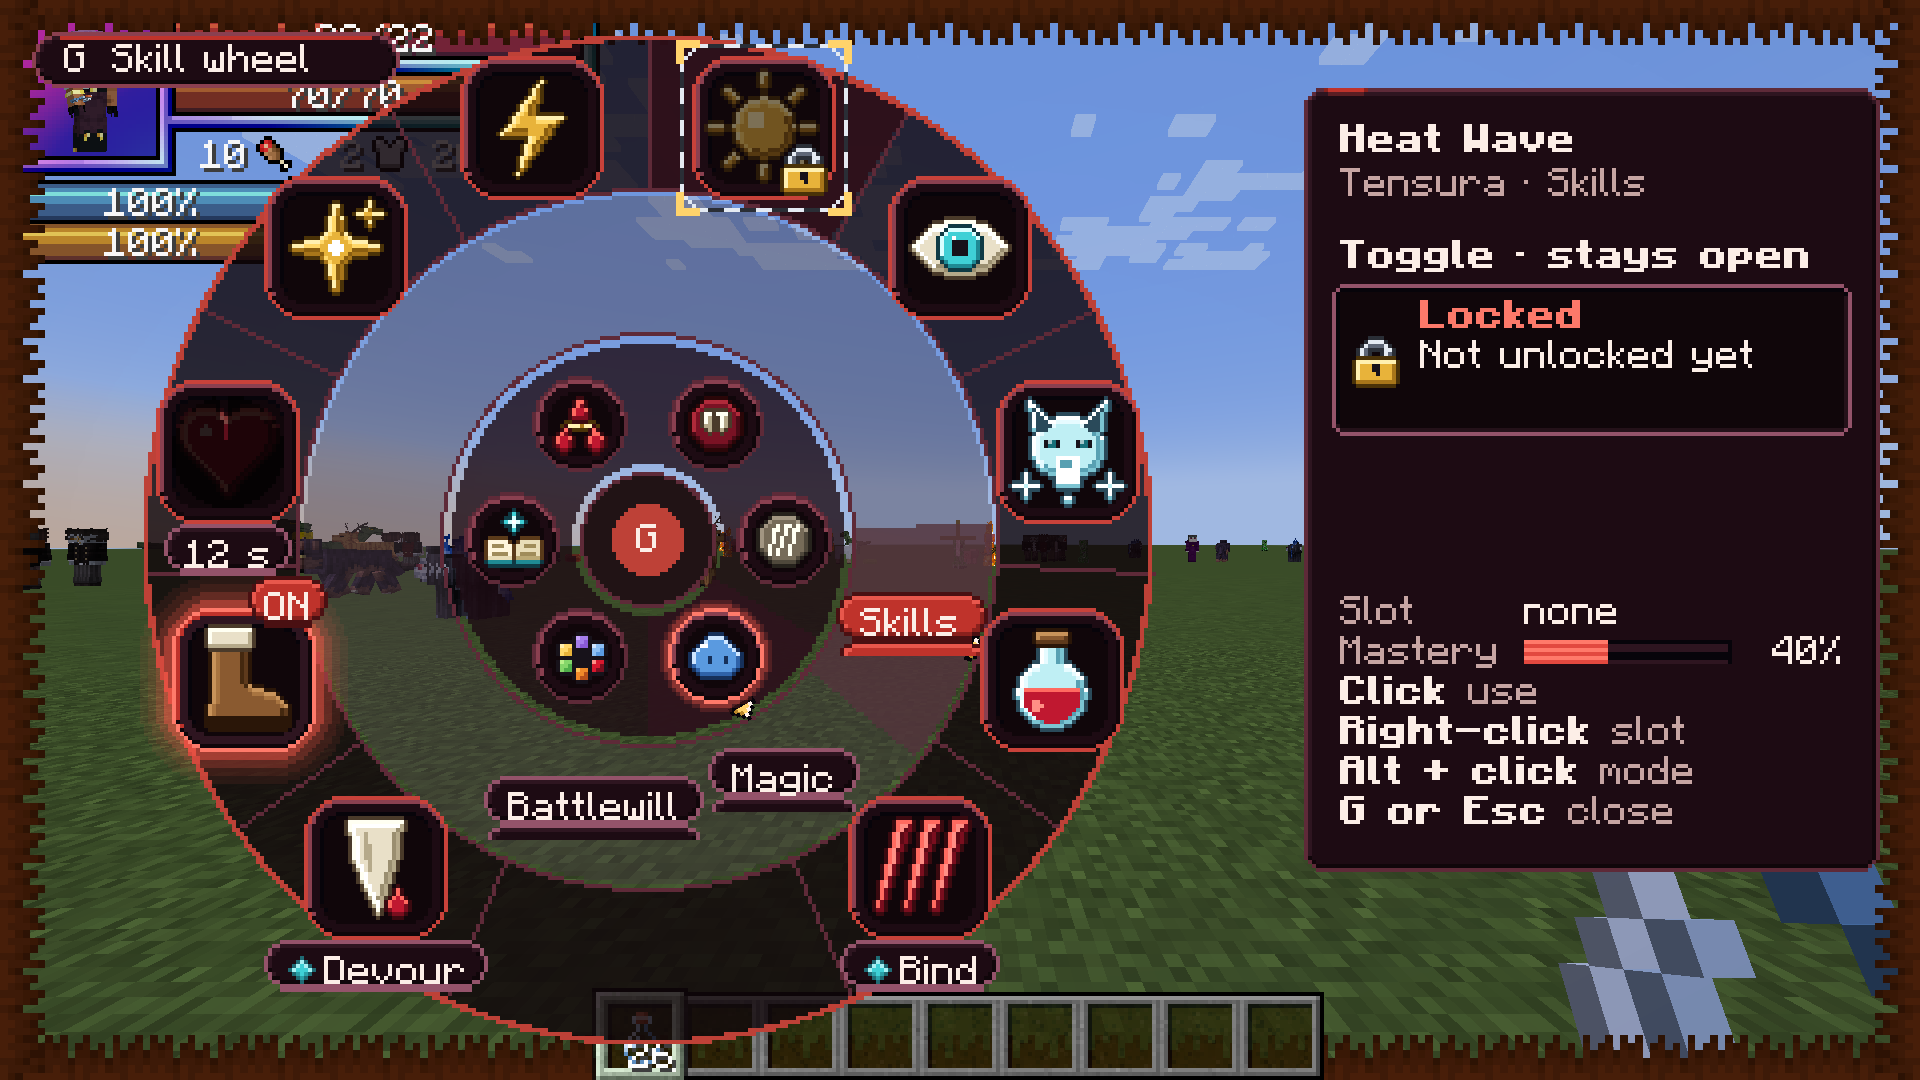 G Skill wheel
70/70
10
2
100%
100%
12 s
ON
G
Skills
Magic
Battlewill
Devour
Bind
26
Heat Wave
Tensura · Skills
Toggle · stays open
Locked
Not unlocked yet
Slot none
Mastery 40%
Click use
Right-click slot
Alt + click mode
G or Esc close